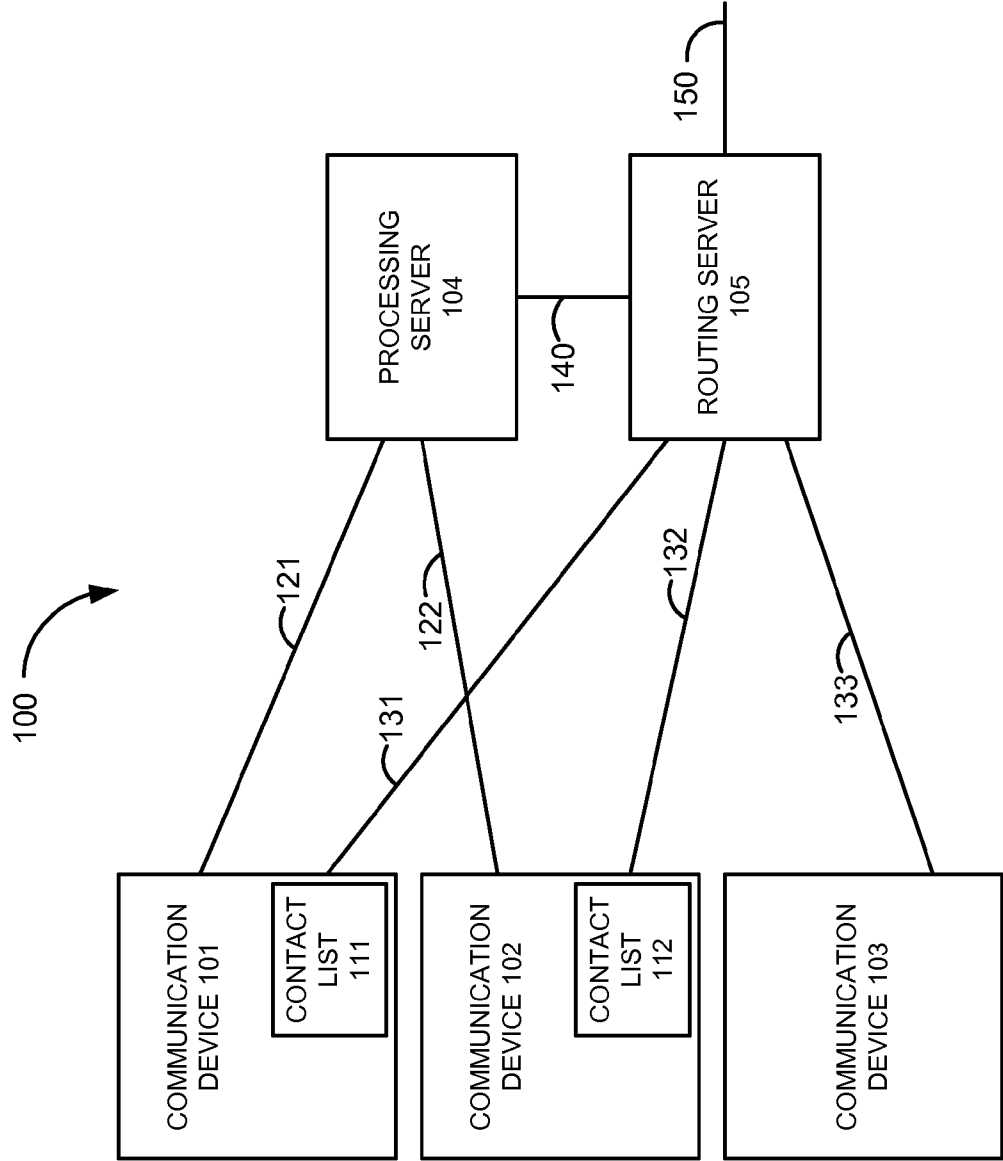 100
COMMUNICATION
DEVICE 101
CONTACT
LIST
111
COMMUNICATION
DEVICE 102
CONTACT
LIST
112
COMMUNICATION
DEVICE 103
121
122
131
132
133
PROCESSING
SERVER
104
140
ROUTING SERVER
105
150